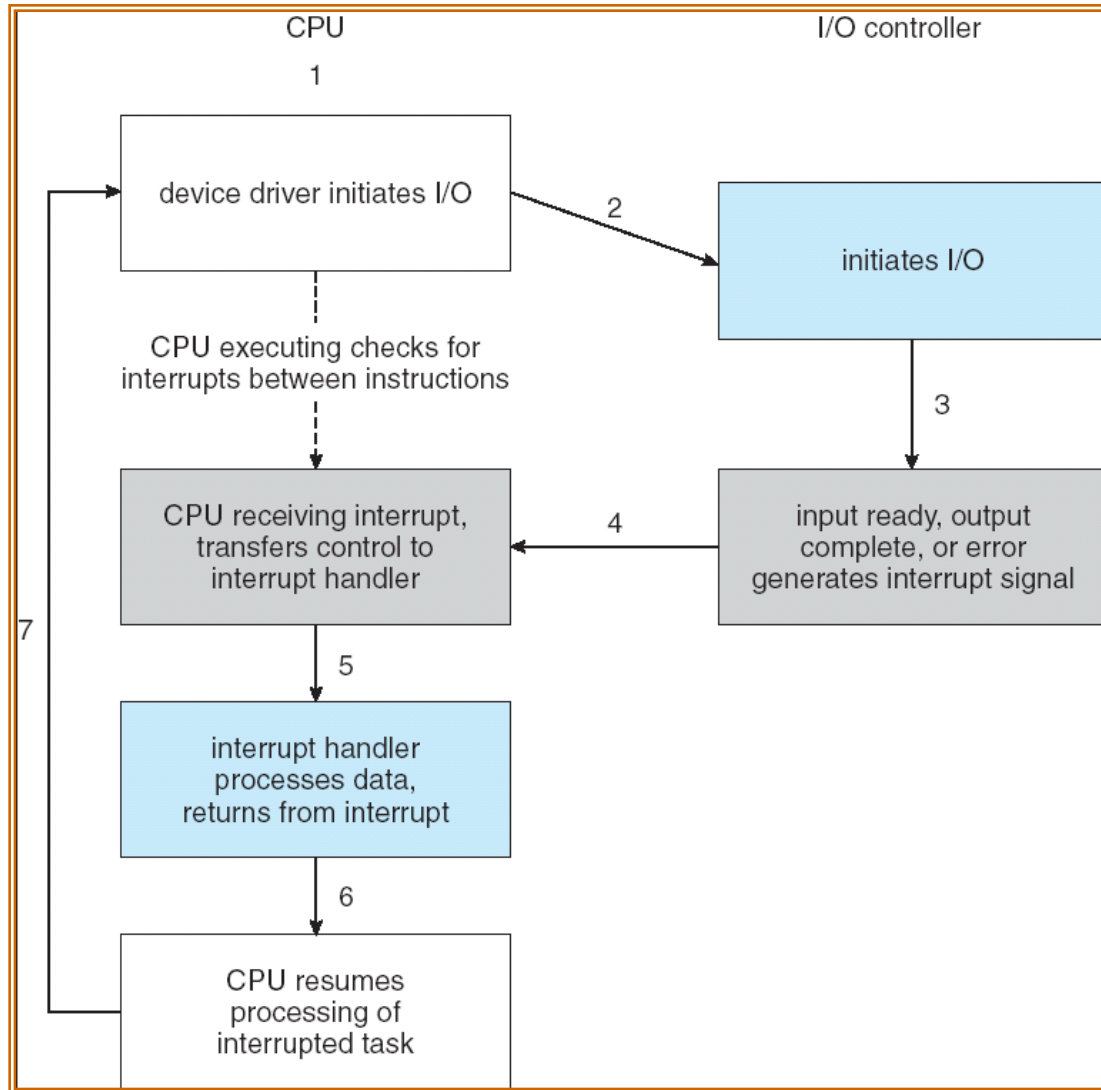 CPU
I/O controller
1
device driver initiates I/O
2
initiates I/O
CPU executing checks for
interrupts between instructions
3
CPU receiving interrupt,
transfers control to
interrupt handler
4
input ready, output
complete, or error
generates interrupt signal
7
5
interrupt handler
processes data,
returns from interrupt
6
CPU resumes
processing of
interrupted task